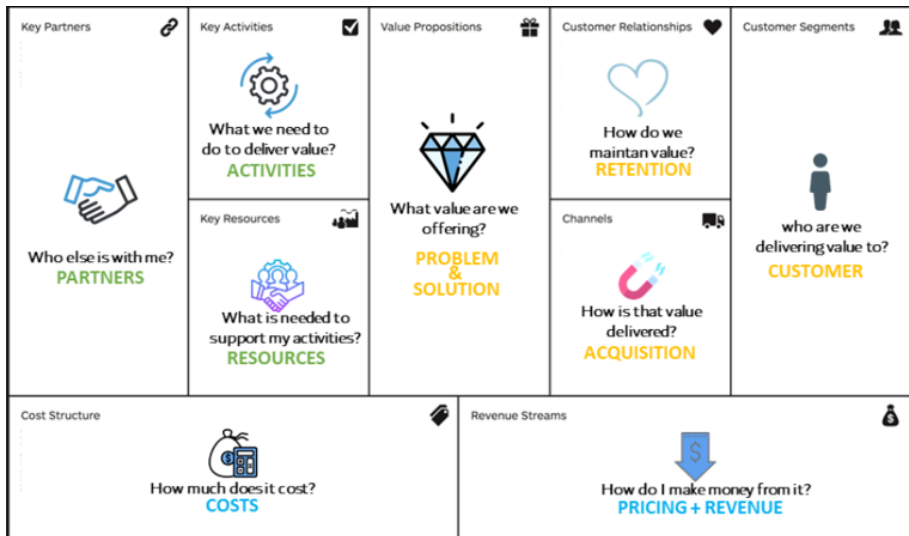 Key Partners
Who else is with me?
PARTNERS
Key Activities
What we need to
do to deliver value?
ACTIVITIES
Key Resources
What is needed to
support my activities?
RESOURCES
Value Propositions
What value are we
offering?
PROBLEM
&
SOLUTION
Customer Relationships
How do we
maintan value?
RETENTION
Channels
How is that value
delivered?
ACQUISITION
Customer Segments
who are we
delivering value to?
CUSTOMER
Cost Structure
$
How much does it cost?
COSTS
Revenue Streams
$
$
How do I make money from it?
PRICING + REVENUE